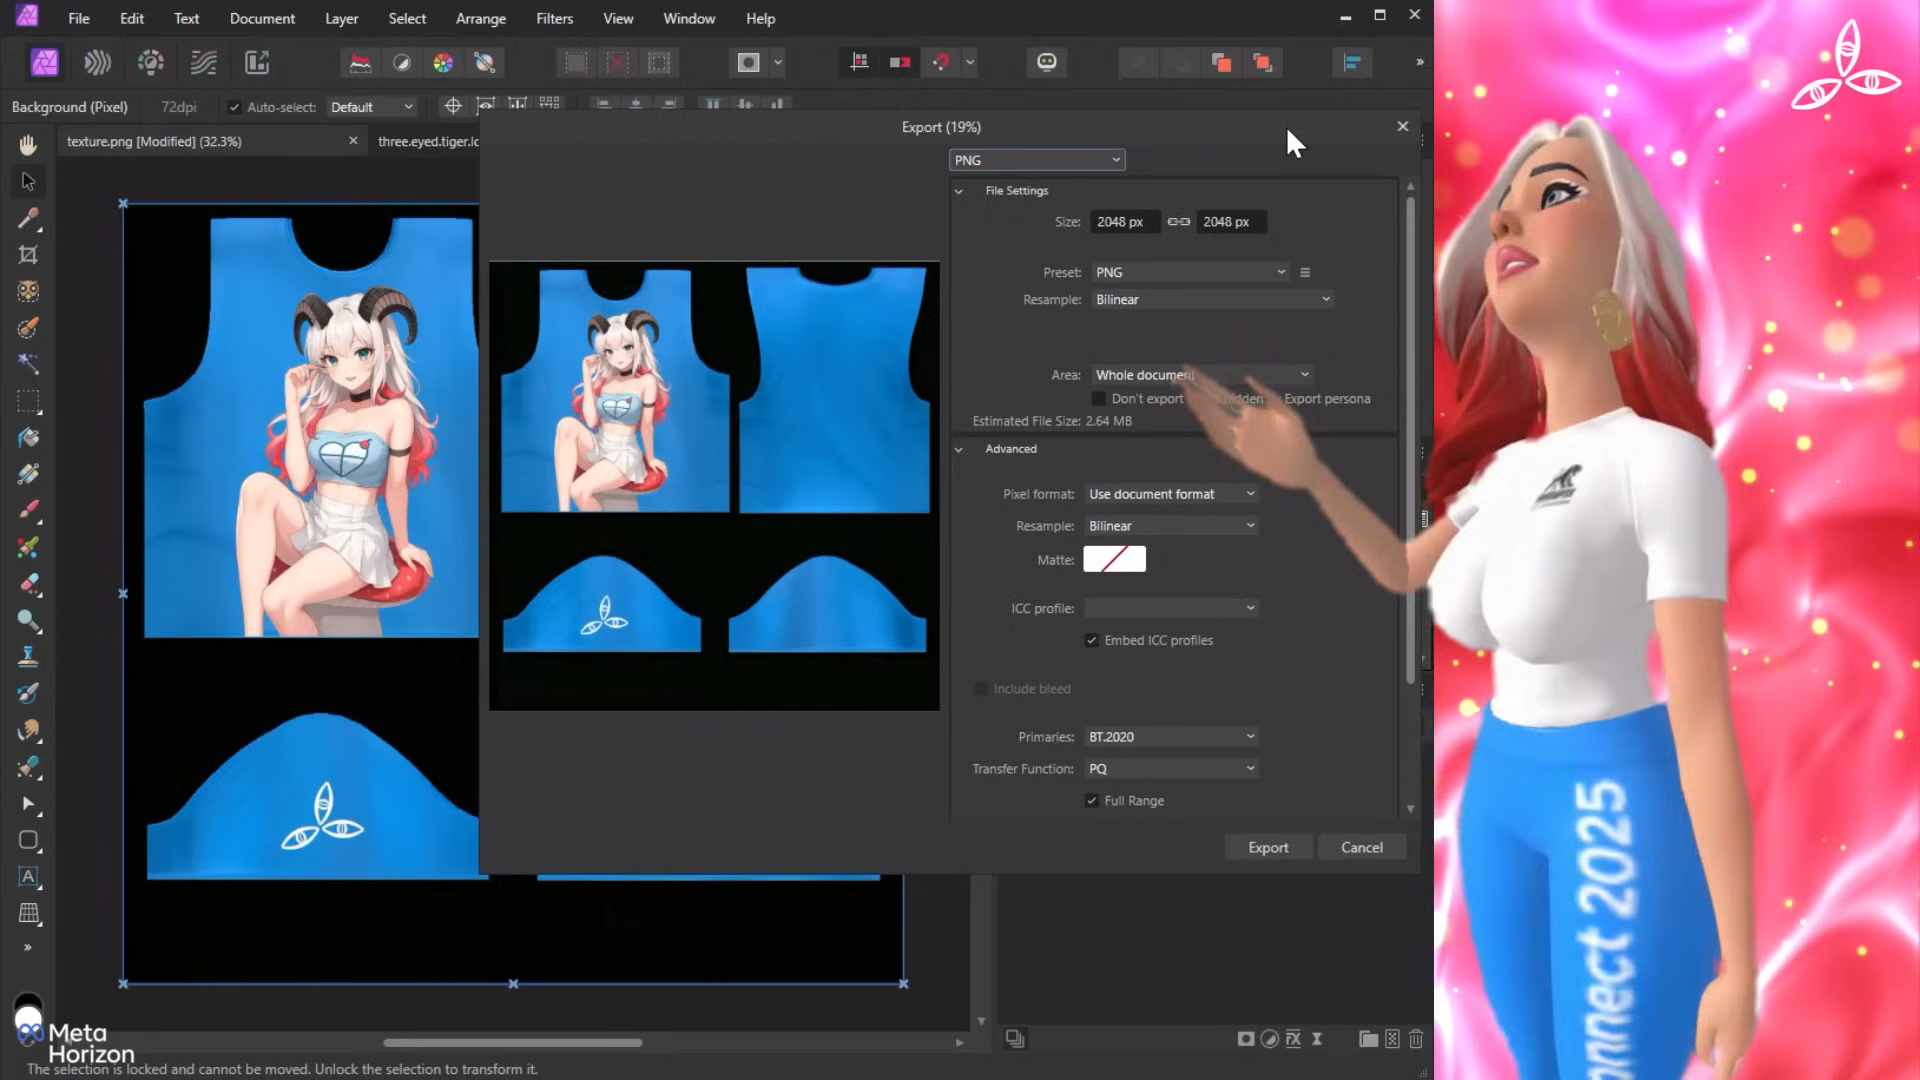 File Edit Text Document Layer Select Arrange Filters View Window Help
Background (Pixel) 72dpi Auto-select: Default
texture.png [Modified] (32.3%)
three.eyed.tiger.lo
Export (19%)
PNG
File Settings
Size: 2048 px 2048 px
Preset: PNG
Resample: Bilinear
Area: Whole document
Don't export
Export persona
Estimated File Size: 2.64 MB
Advanced
Pixel format: Use document format
Resample: Bilinear
Matte:
ICC profile:
Embed ICC profiles
Include bleed
Primaries: BT.2020
Transfer Function: PQ
Full Range
Export Cancel
Connect 2025
Meta
Horizon
The selection is locked and cannot be moved. Unlock the selection to transform it.